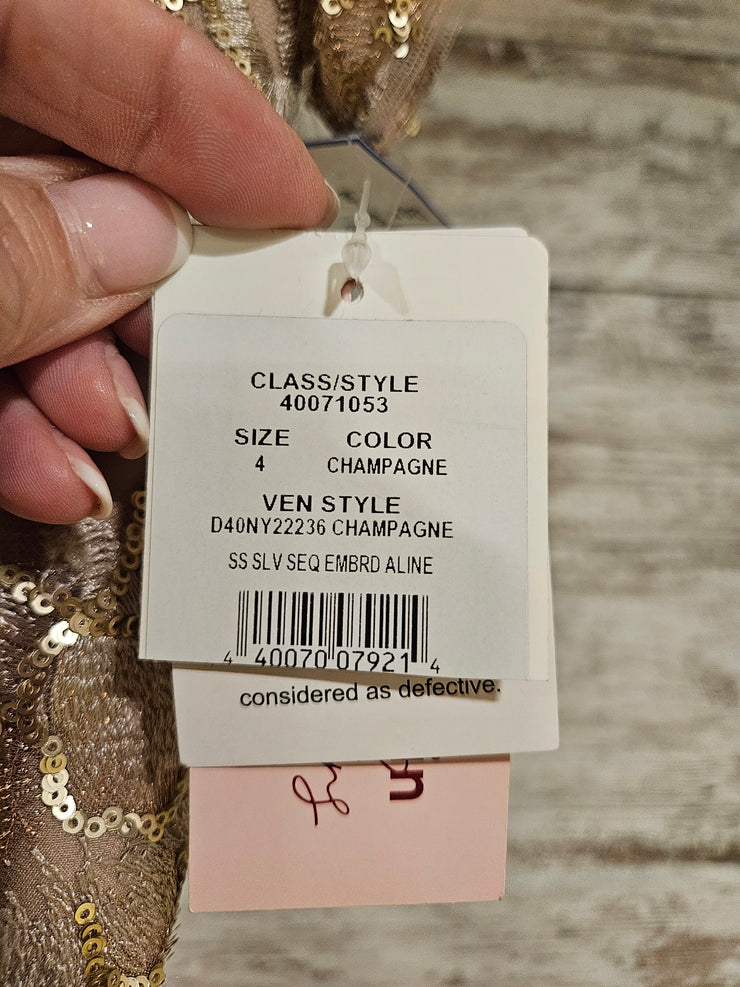 CLASS/STYLE
40071053
SIZE COLOR
4 CHAMPAGNE
VEN STYLE
D40NY22236 CHAMPAGNE
SS SLV SEQ EMBRD ALINE
4 40070 07921 4
considered as defective.